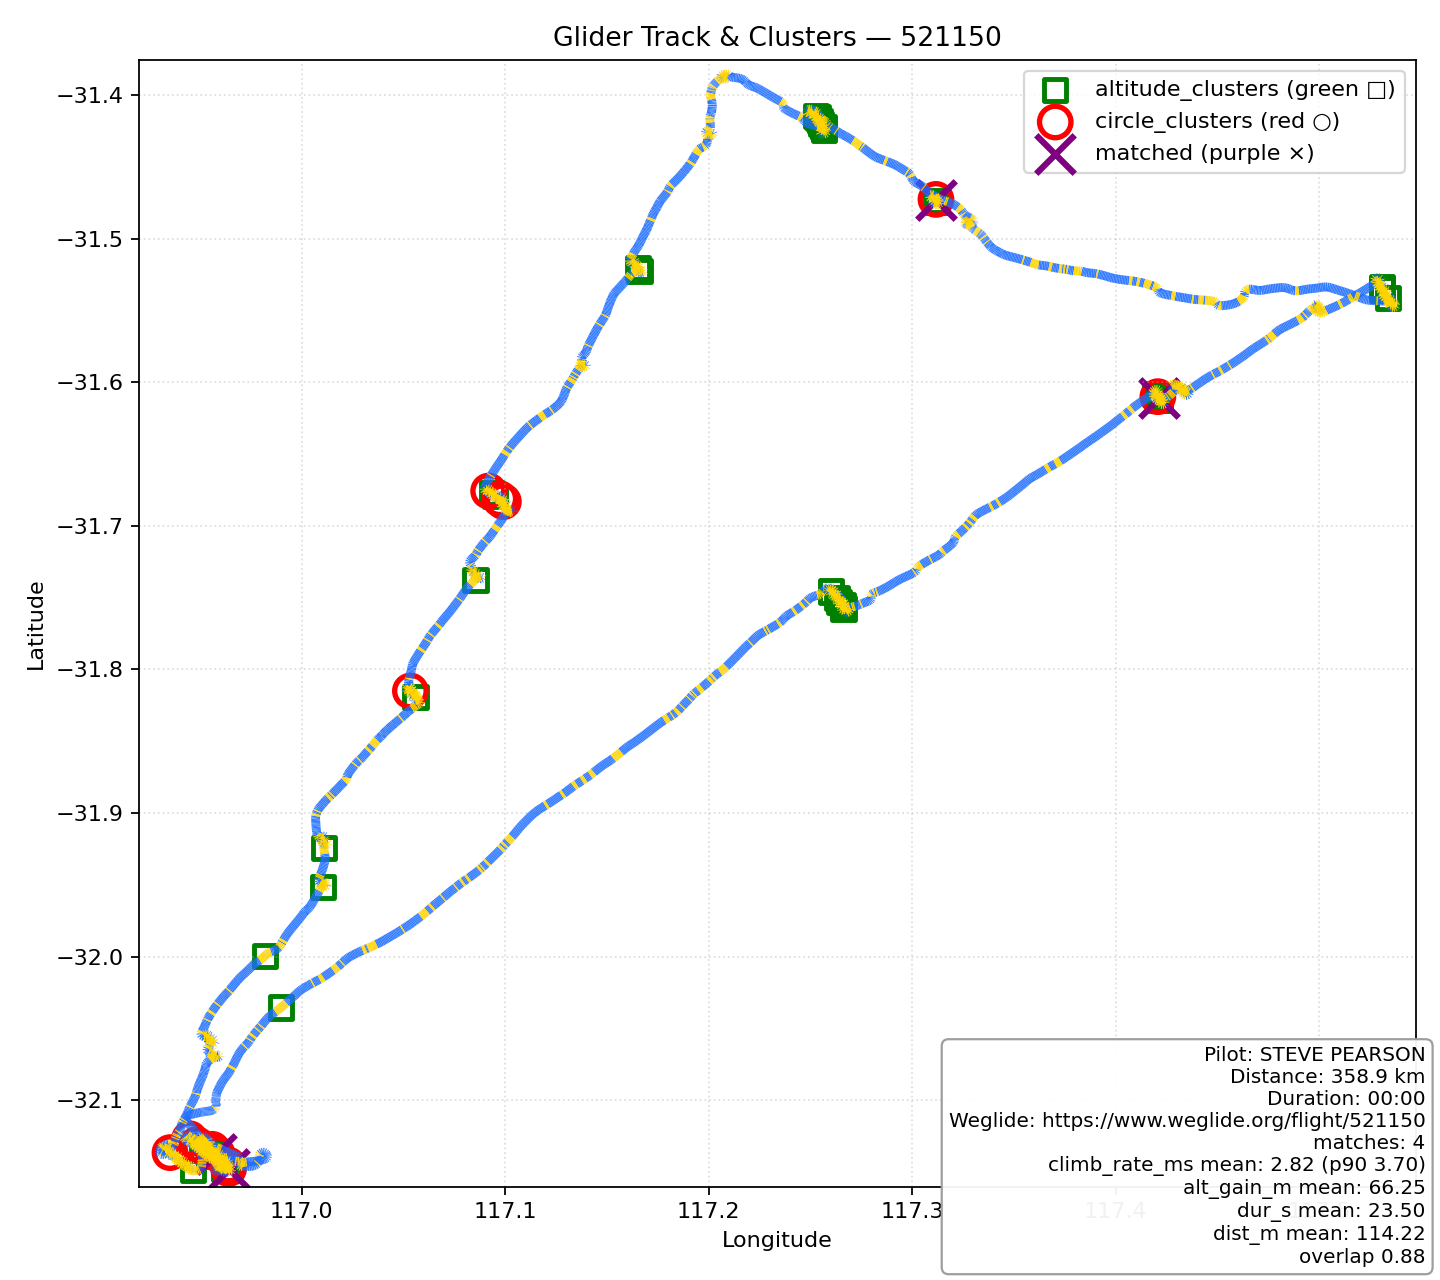 Glider Track & Clusters — 521150
altitude_clusters (green □)
circle_clusters (red ○)
matched (purple ×)
−31.4
−31.5
−31.6
−31.7
−31.8
−31.9
−32.0
−32.1
Latitude
117.0
117.1
117.2
117.3
117.4
Longitude
Pilot: STEVE PEARSON
Distance: 358.9 km
Duration: 00:00
Weglide: https://www.weglide.org/flight/521150
matches: 4
climb_rate_ms mean: 2.82 (p90 3.70)
alt_gain_m mean: 66.25
dur_s mean: 23.50
dist_m mean: 114.22
overlap 0.88